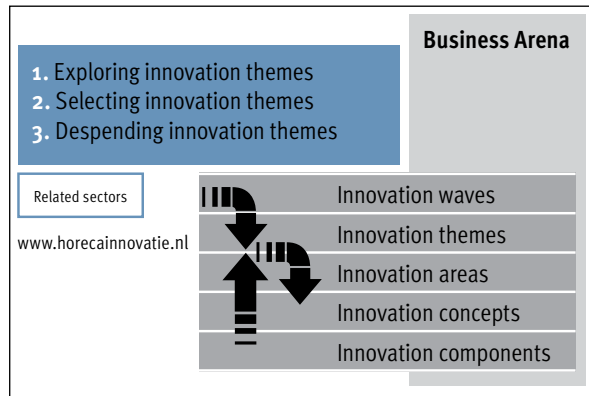 Business Arena
1. Exploring innovation themes
2. Selecting innovation themes
3. Despending innovation themes
Related sectors
www.horecainnovatie.nl
Innovation waves
Innovation themes
Innovation areas
Innovation concepts
Innovation components